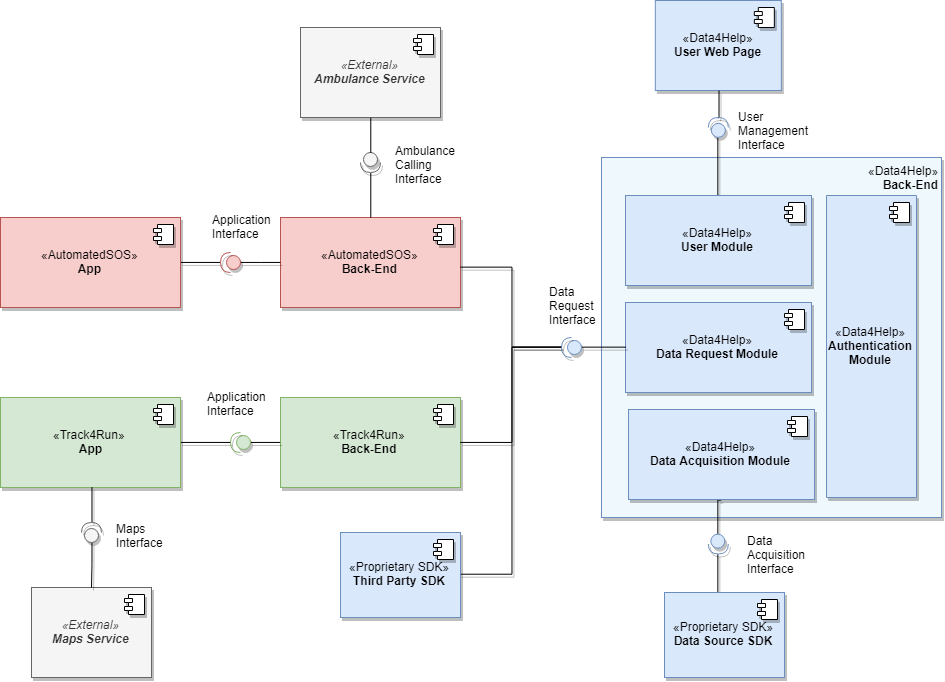 «Data4Help»
User Web Page
«External»
Ambulance Service
User
Management
Interface
Ambulance
Calling
Interface
«Data4Help»
Back-End
Application
Interface
«Data4Help»
User Module
«AutomatedSOS»
App
«AutomatedSOS»
Back-End
Data
Request
Interface
«Data4Help»
Data Request Module
«Data4Help»
Authentication
Module
Application
Interface
«Track4Run»
App
«Track4Run»
Back-End
«Data4Help»
Data Acquisition Module
Maps
Interface
Data
Acquisition
Interface
«Proprietary SDK»
Third Party SDK
«External»
Maps Service
«Proprietary SDK»
Data Source SDK